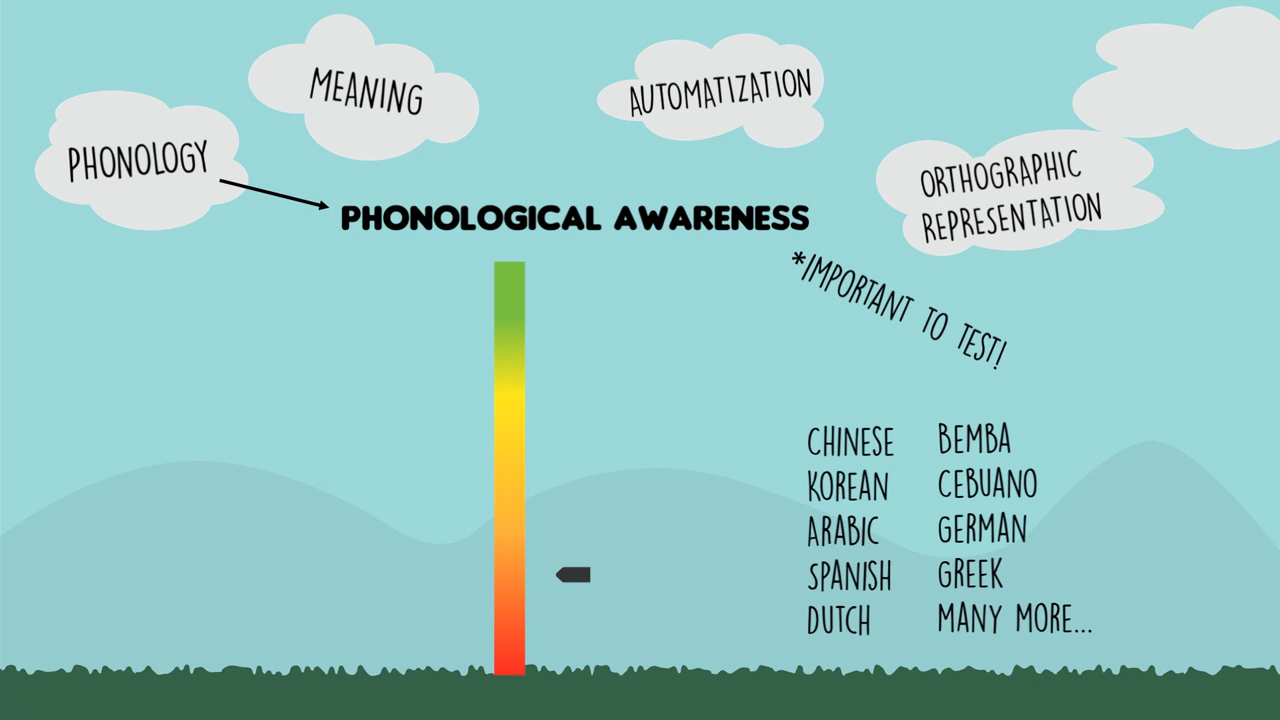 PHONOLOGY
MEANING
AUTOMATIZATION
ORTHOGRAPHIC
REPRESENTATION
PHONOLOGICAL AWARENESS
*IMPORTANT TO TEST!
CHINESE
KOREAN
ARABIC
SPANISH
DUTCH
BEMBA
CEBUANO
GERMAN
GREEK
MANY MORE...